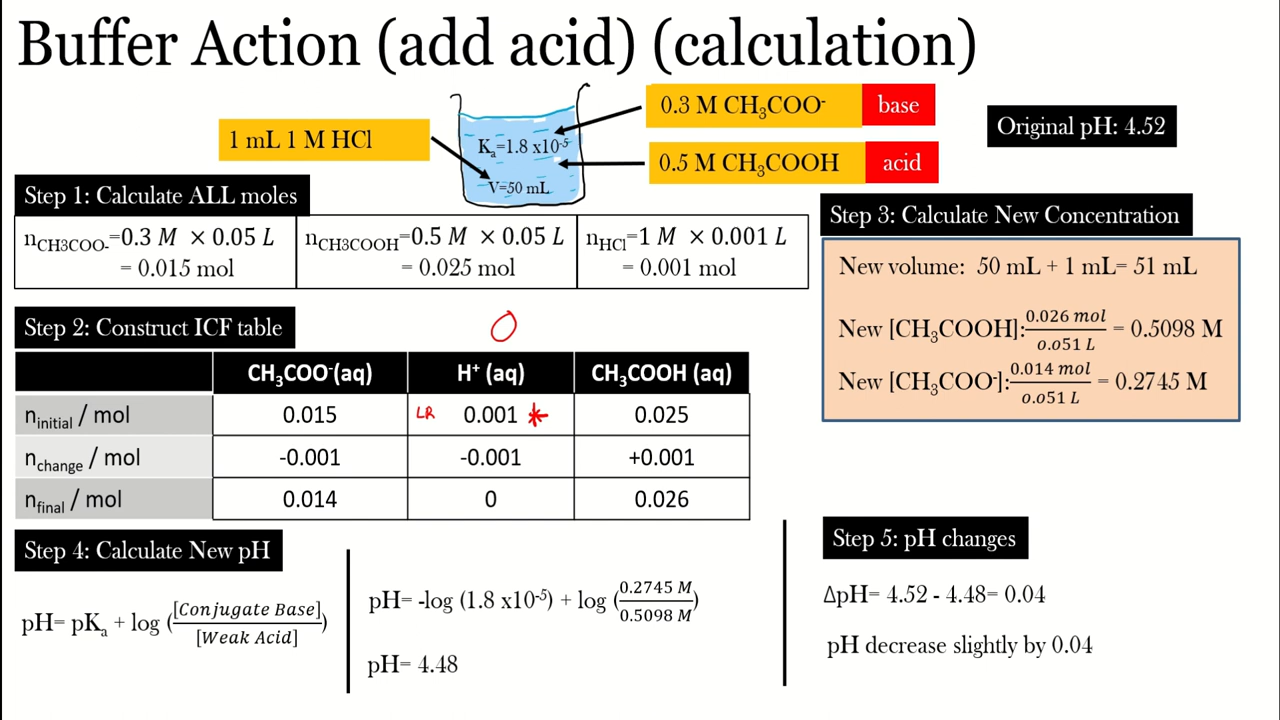 Buffer Action (add acid) (calculation)
1 mL 1 M HCl
Kₐ=1.8 x10⁻⁵
V=50 mL
0.3 M CH₃COO⁻ base
0.5 M CH₃COOH acid
Original pH: 4.52
Step 1: Calculate ALL moles
n_CH3COO-=0.3 M × 0.05 L
= 0.015 mol
n_CH3COOH=0.5 M × 0.05 L
= 0.025 mol
n_HCl=1 M × 0.001 L
= 0.001 mol
Step 2: Construct ICF table
CH₃COO⁻(aq) H⁺ (aq) CH₃COOH (aq)
n_initial / mol 0.015 LR 0.001 * 0.025
n_change / mol -0.001 -0.001 +0.001
n_final / mol 0.014 0 0.026
Step 3: Calculate New Concentration
New volume: 50 mL + 1 mL= 51 mL
New [CH₃COOH]: 0.026 mol / 0.051 L = 0.5098 M
New [CH₃COO⁻]: 0.014 mol / 0.051 L = 0.2745 M
Step 4: Calculate New pH
pH= pKₐ + log ([Conjugate Base] / [Weak Acid])
pH= -log (1.8 x10⁻⁵) + log (0.2745 M / 0.5098 M)
pH= 4.48
Step 5: pH changes
ΔpH= 4.52 - 4.48= 0.04
pH decrease slightly by 0.04